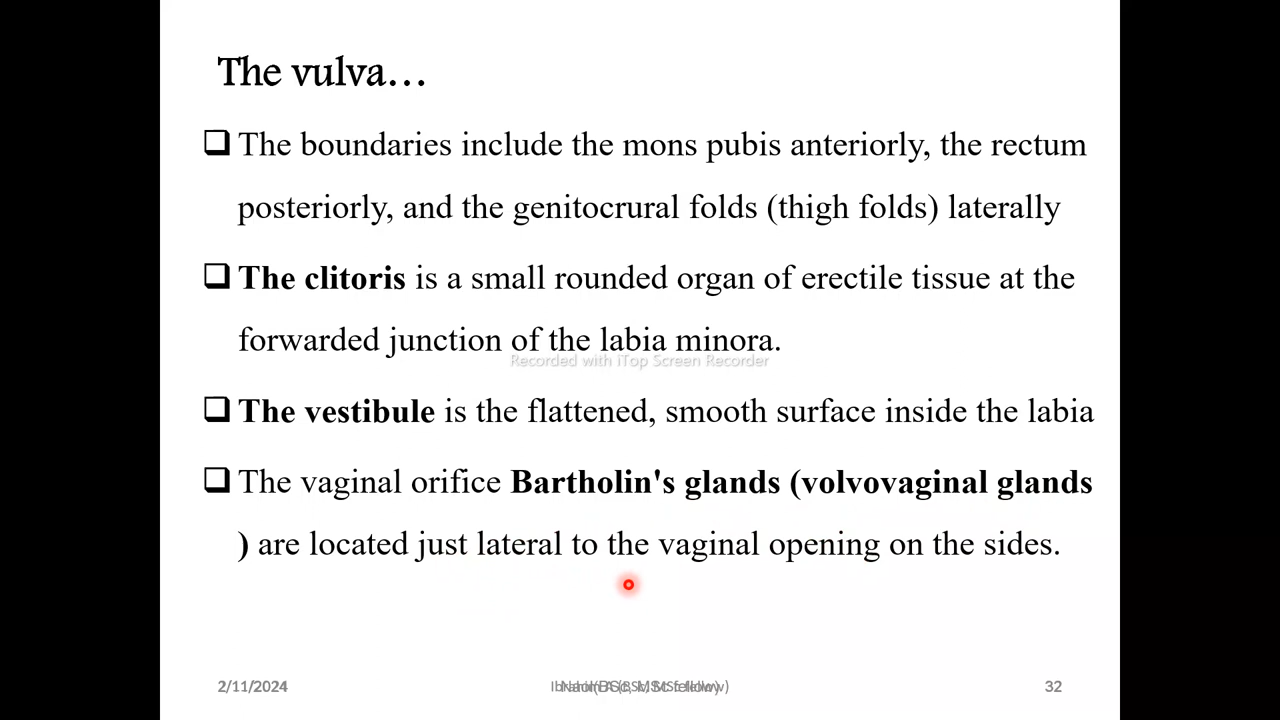 The vulva…
❑ The boundaries include the mons pubis anteriorly, the rectum
posteriorly, and the genitocrural folds (thigh folds) laterally
❑ The clitoris is a small rounded organ of erectile tissue at the
forwarded junction of the labia minora.
Recorded with iTop Screen Recorder
❑ The vestibule is the flattened, smooth surface inside the labia
❑ The vaginal orifice Bartholin's glands (volvovaginal glands
) are located just lateral to the vaginal opening on the sides.
2/11/2024
32